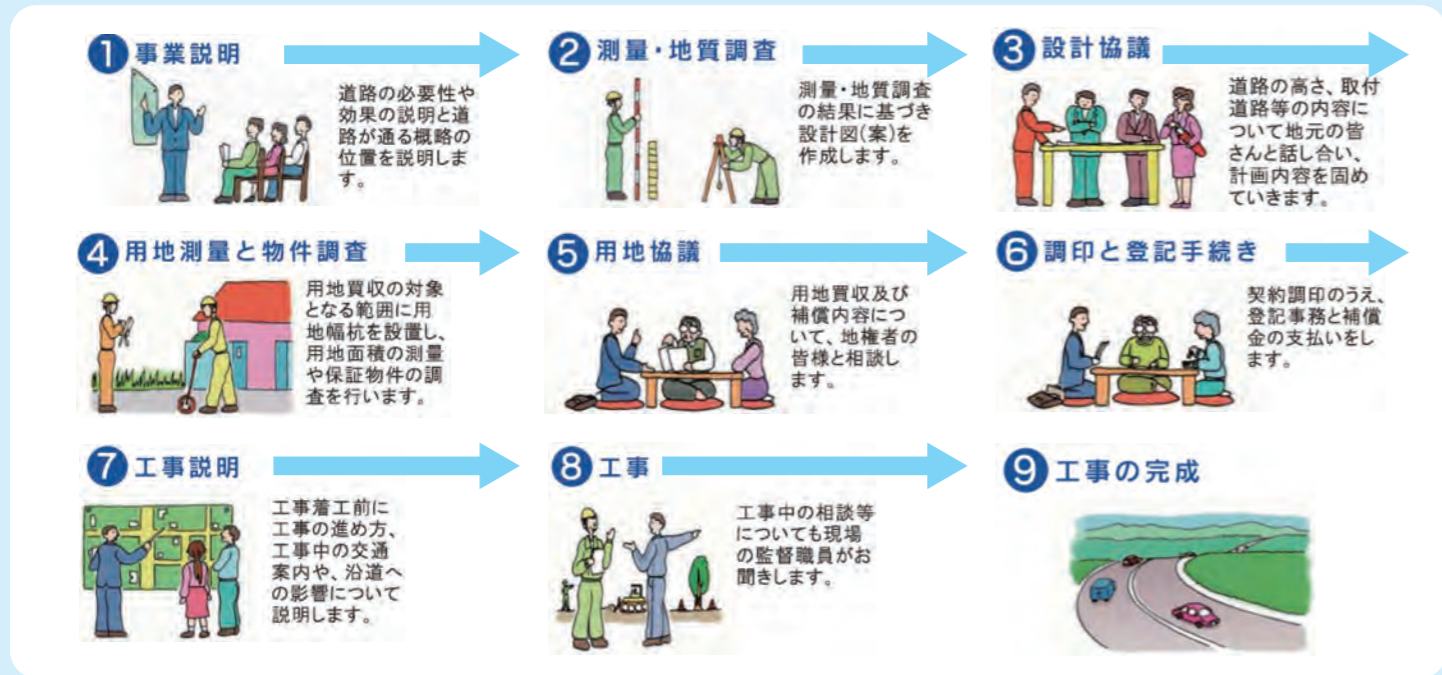 ❶事業説明
道路の必要性や
効果の説明と道
路が通る概略の
位置を説明しま
す。
❷測量・地質調査
測量・地質調査
の結果に基づき
設計図(案)を
作成します。
❸設計協議
道路の高さ、取付
道路等の内容に
ついて地元の皆
さんと話し合い、
計画内容を固め
ていきます。
❹用地測量と物件調査
用地買収の対象
となる範囲に用
地幅杭を設置し、
用地面積の測量
や保証物件の調
査を行います。
❺用地協議
用地買収及び
補償内容につ
いて、地権者の
皆様と相談し
ます。
❻調印と登記手続き
契約調印のうえ、
登記事務と補償
金の支払いをし
ます。
❼工事説明
工事着工前に
工事の進め方、
工事中の交通
案内や、沿道へ
の影響について
説明します。
❽工事
工事中の相談等
についても現場
の監督職員がお
聞きします。
❾工事の完成